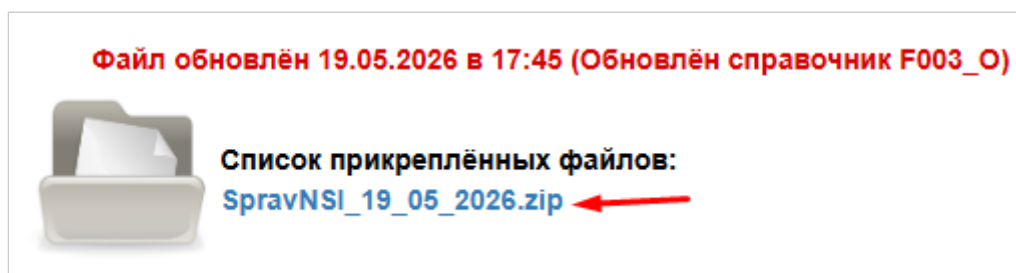 Файл обновлён 19.05.2026 в 17:45 (Обновлён справочник F003_O)
Список прикреплённых файлов:
SpravNSI_19_05_2026.zip